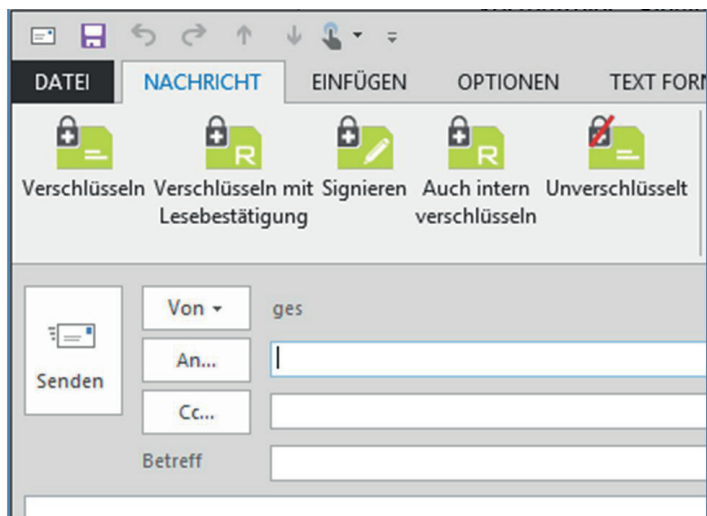 DATEI NACHRICHT EINFÜGEN OPTIONEN TEXT FOR
Verschlüsseln Verschlüsseln mit Signieren Auch intern Unverschlüsselt
Lesebestätigung verschlüsseln
Von ges
An...
Senden
Cc...
Betreff